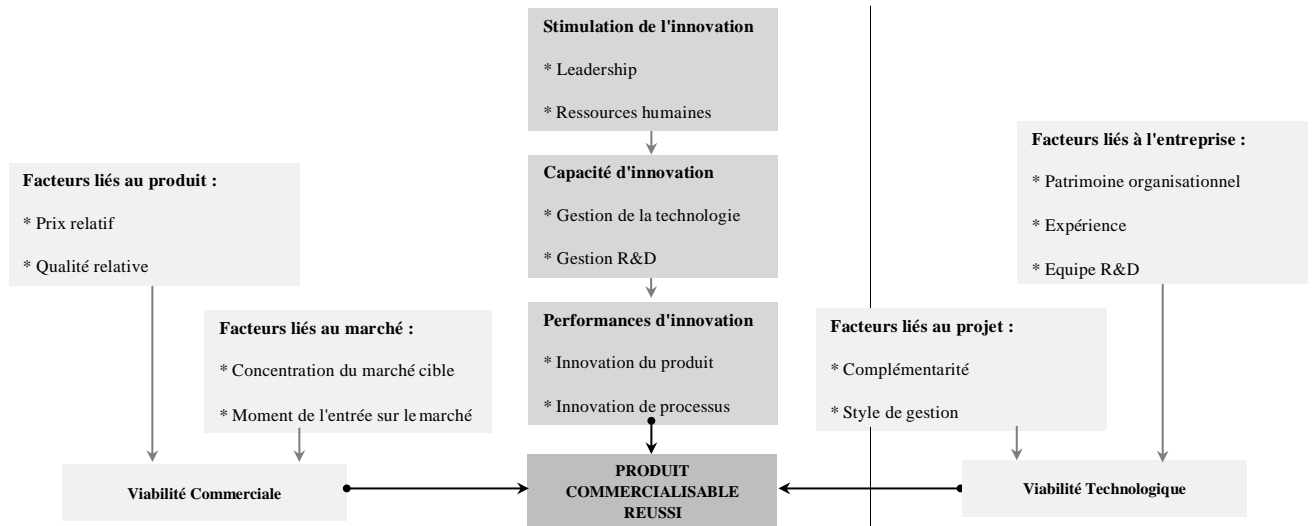 Stimulation de l'innovation
* Leadership
* Ressources humaines
Facteurs liés à l'entreprise :
* Patrimoine organisationnel
* Expérience
* Equipe R&D
Facteurs liés au produit :
* Prix relatif
* Qualité relative
Capacité d'innovation
* Gestion de la technologie
* Gestion R&D
Facteurs liés au marché :
* Concentration du marché cible
* Moment de l'entrée sur le marché
Performances d'innovation
* Innovation du produit
* Innovation de processus
Facteurs liés au projet :
* Complémentarité
* Style de gestion
Viabilité Commerciale
PRODUIT
COMMERCIALISABLE
REUSSI
Viabilité Technologique